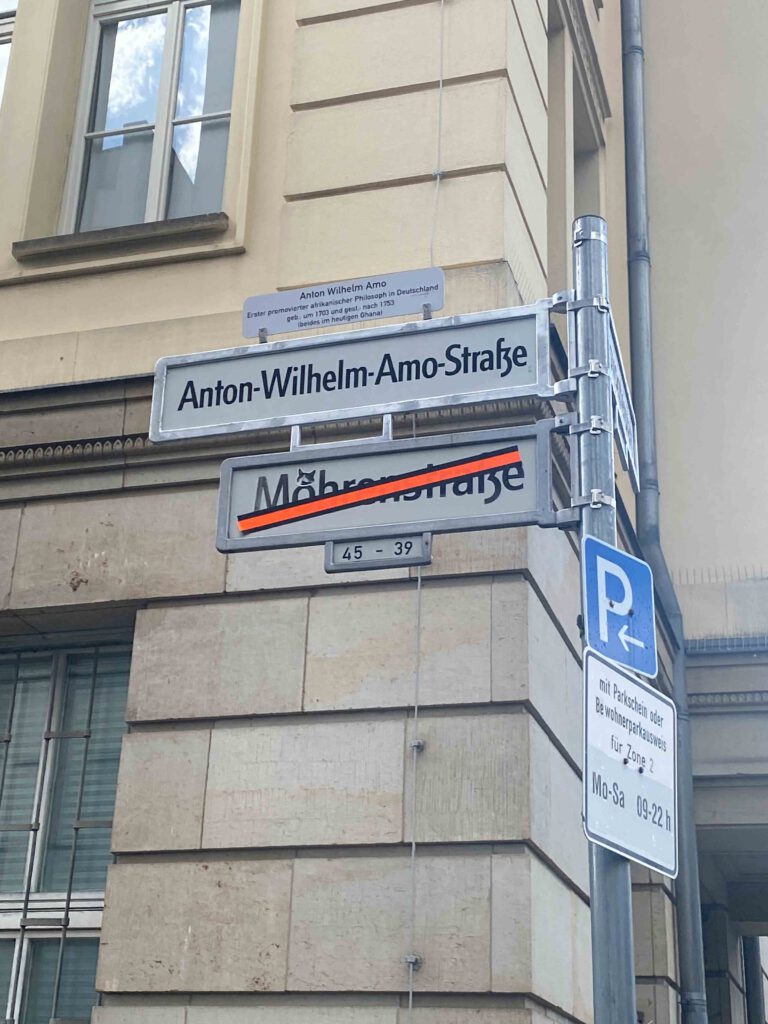 Anton Wilhelm Amo
Erster promovierter afrikanischer Philosoph in Deutschland
geb. um 1703 und gest. nach 1753
(beides im heutigen Ghana)
Anton-Wilhelm-Amo-Straße
Möhrenstraße
45 - 39
P
mit Parkschein oder
Bewohnerparkausweis
für Zone 2
Mo-Sa 09-22 h